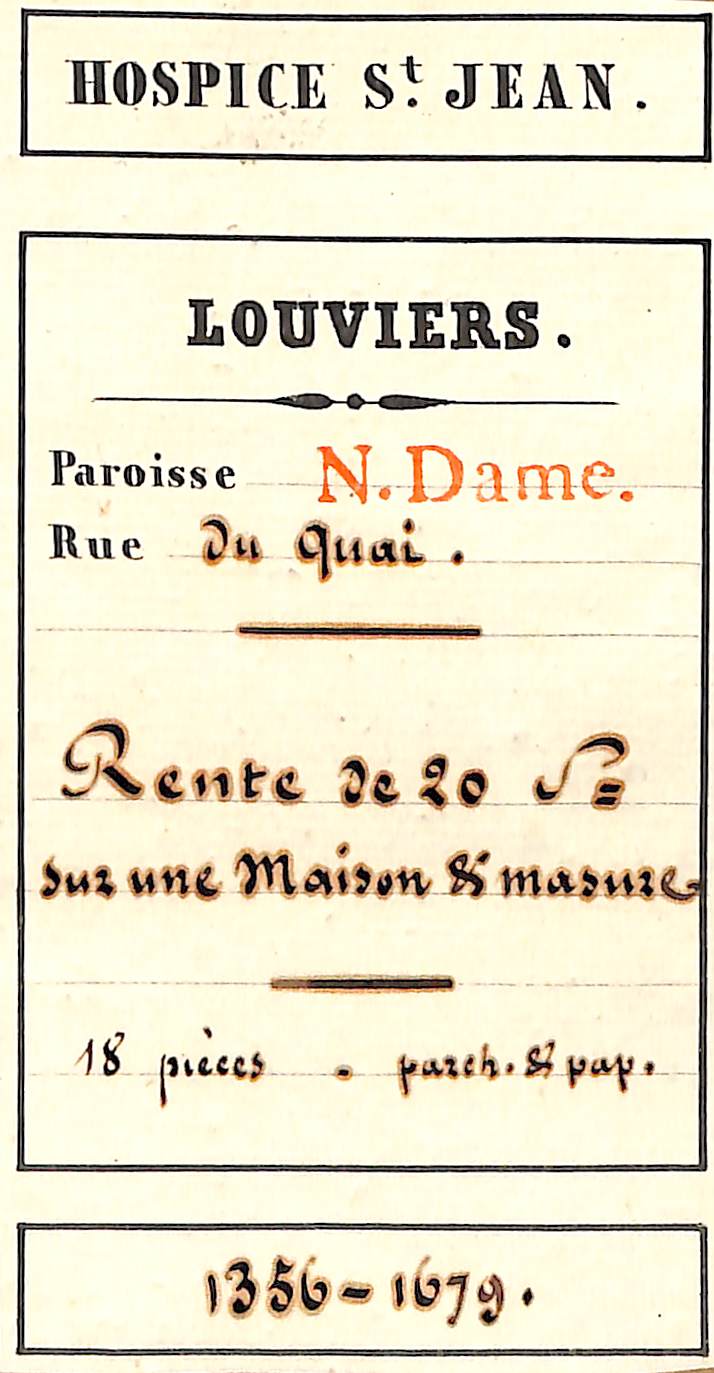 HOSPICE St. JEAN.
LOUVIERS.
Paroisse N. Dame.
Rue du Quai.
Rente de 20 s=
sur une Maison & masure
18 pièces - parch. & pap.
1356-1679.